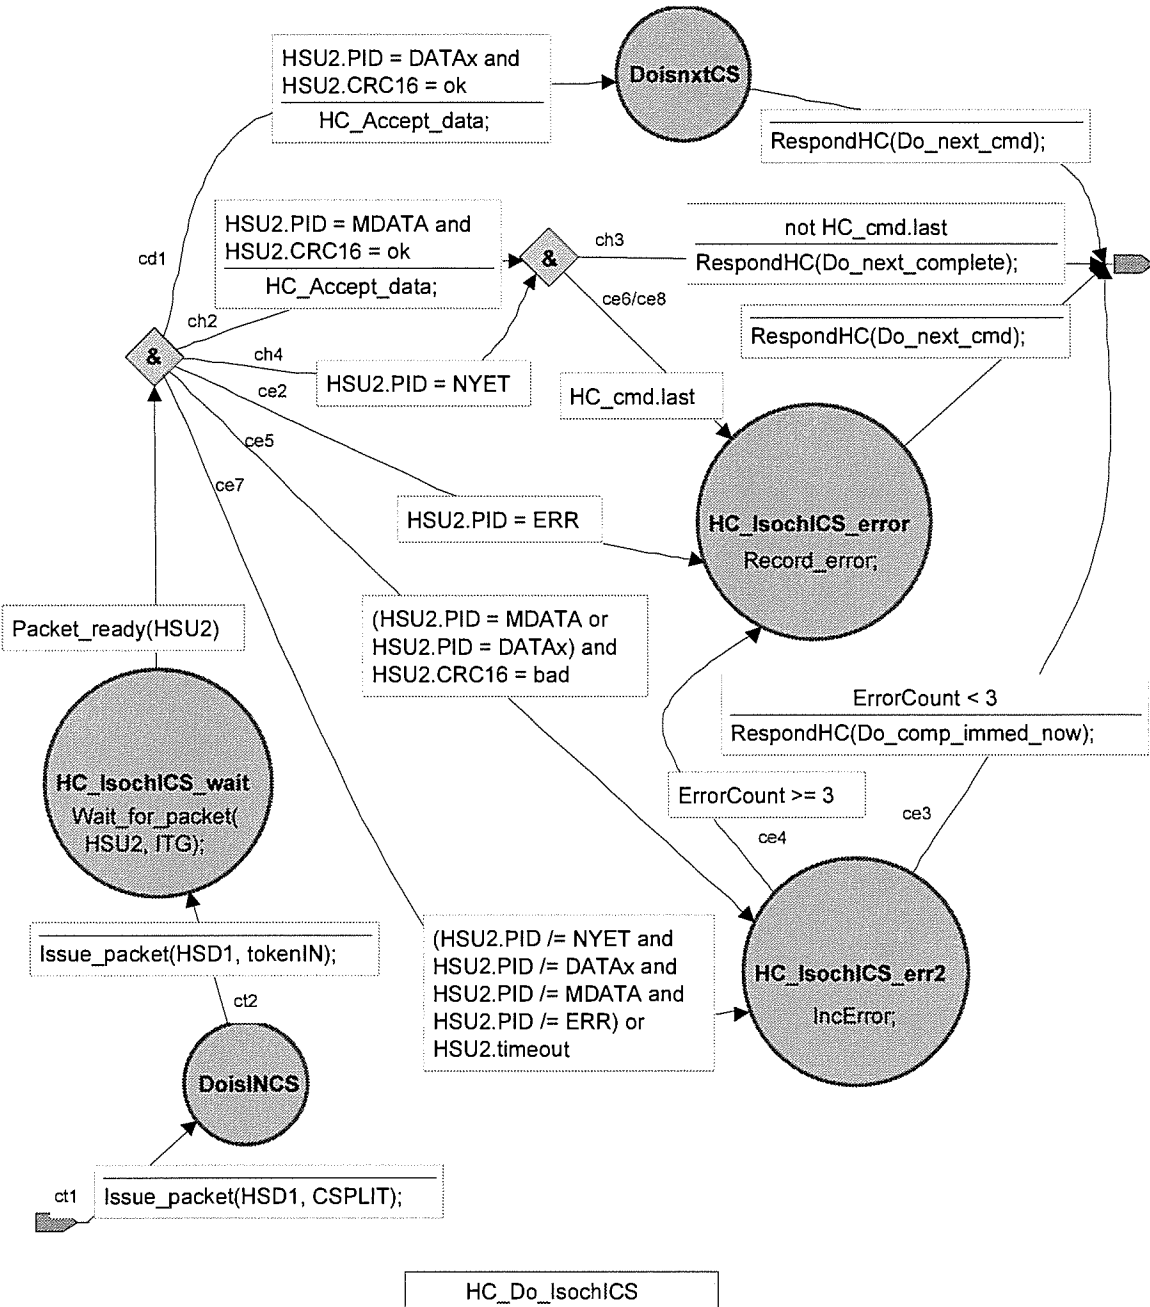 HSU2.PID = DATAx and
HSU2.CRC16 = ok
HC_Accept_data;
DoisnxtCS
RespondHC(Do_next_cmd);
cd1
HSU2.PID = MDATA and
HSU2.CRC16 = ok
HC_Accept_data;
ch2
&
ch3
not HC_cmd.last
RespondHC(Do_next_complete);
ce6/ce8
RespondHC(Do_next_cmd);
&
ch4
HSU2.PID = NYET
HC_cmd.last
ce2
ce5
ce7
HSU2.PID = ERR
HC_IsochICS_error
Record_error;
Packet_ready(HSU2)
(HSU2.PID = MDATA or
HSU2.PID = DATAx) and
HSU2.CRC16 = bad
ErrorCount < 3
RespondHC(Do_comp_immed_now);
HC_IsochICS_wait
Wait_for_packet(
HSU2, ITG);
ErrorCount >= 3
ce3
ce4
Issue_packet(HSD1, tokenIN);
(HSU2.PID /= NYET and
HSU2.PID /= DATAx and
HSU2.PID /= MDATA and
HSU2.PID /= ERR) or
HSU2.timeout
HC_IsochICS_err2
IncError;
ct2
DoisINCS
ct1
Issue_packet(HSD1, CSPLIT);
HC_Do_IsochICS